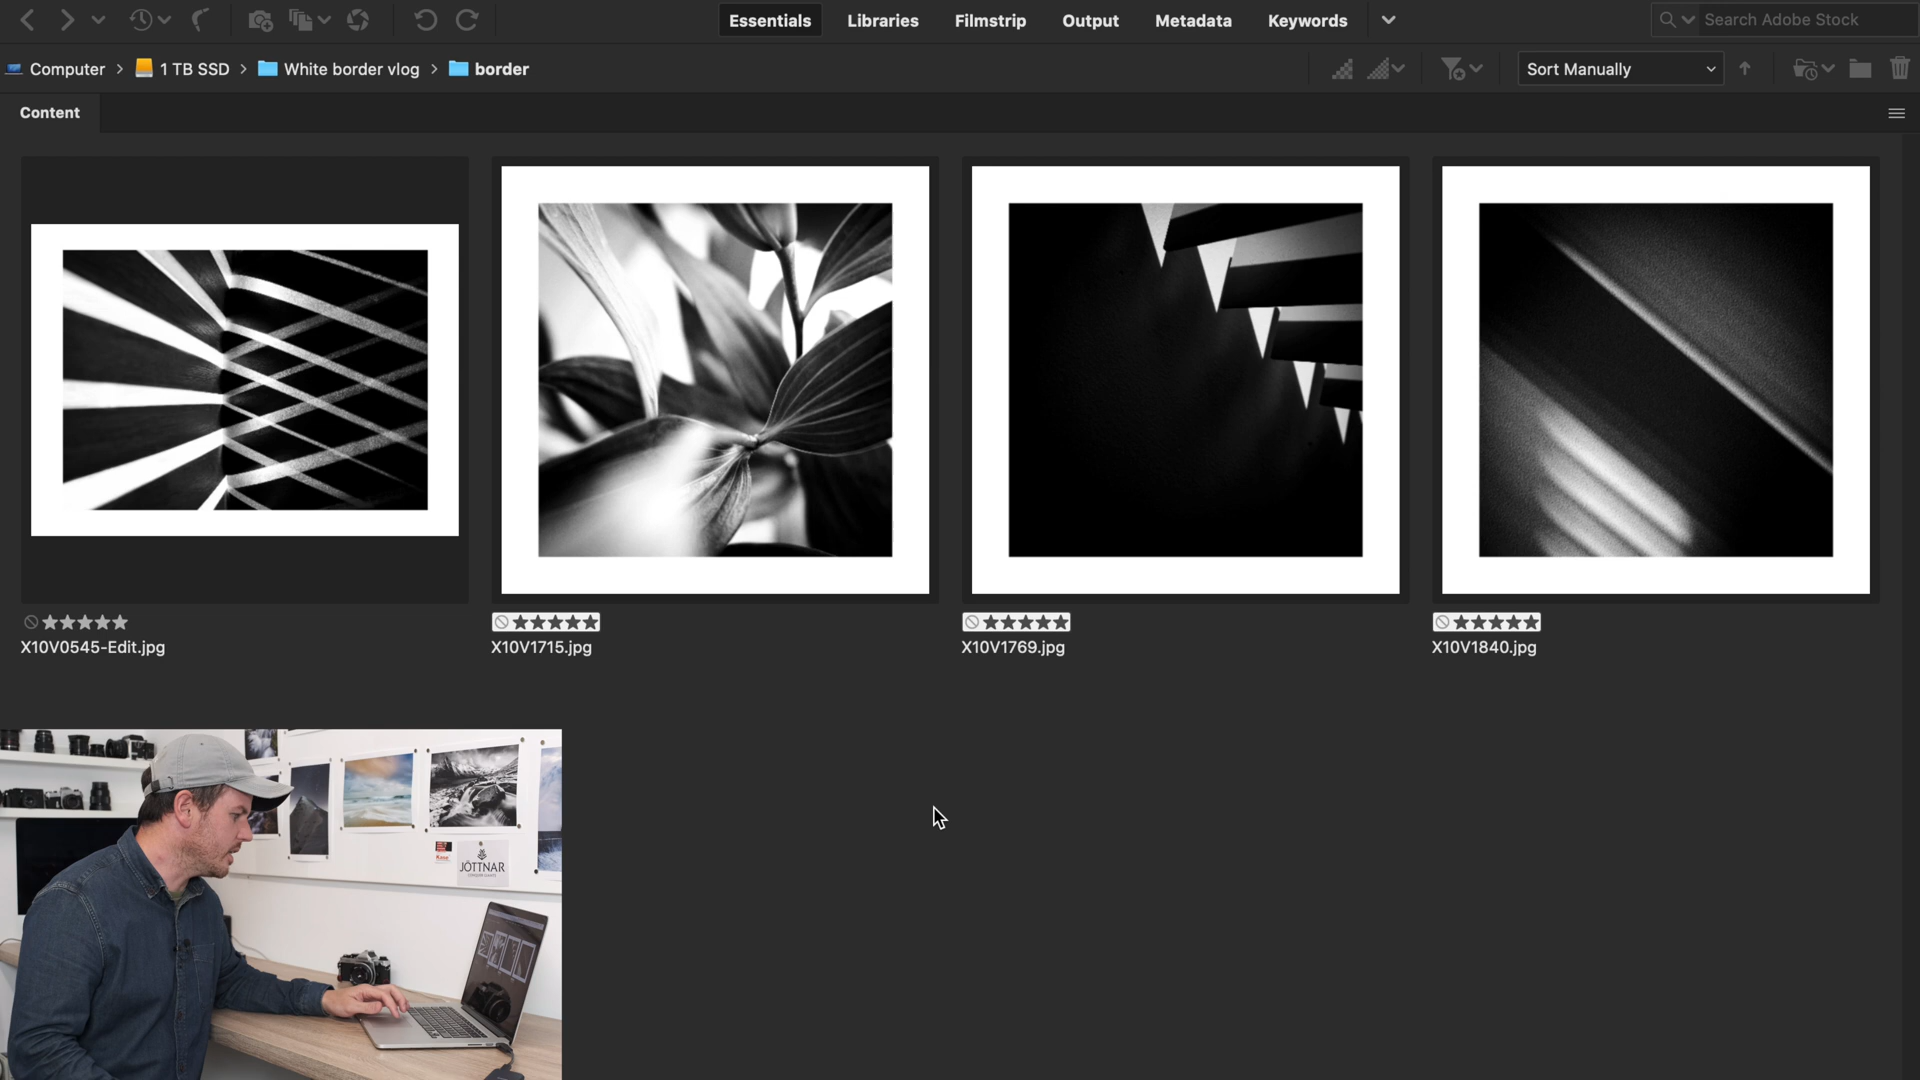 Essentials Libraries Filmstrip Output Metadata Keywords Search Adobe Stock
Computer > 1 TB SSD > White border vlog > border Sort Manually
Content
X10V0545-Edit.jpg X10V1715.jpg X10V1769.jpg X10V1840.jpg
Kase
JÖTTNAR